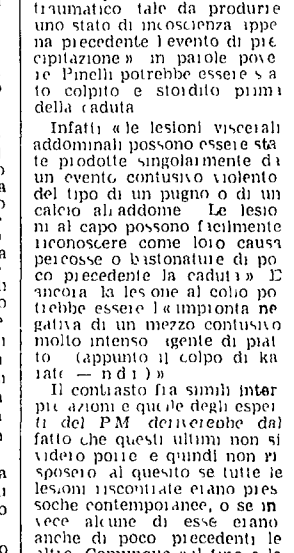 traumatico tale da produrre
uno stato di incoscienza appe
na precedente l evento di pre
cipitazione » in parole pove
re Pinelli potrebbe essere sta
to colpito e stordito prima
della caduta
Infatti « le lesioni viscerali
addominali possono essere sta
te prodotte singolarmente da
un evento contusivo violento
del tipo di un pugno o di un
calcio all addome Le lesio
ni al capo possono facilmente
riconoscere come loro causa
percosse o bastonature di po
co precedente la caduta » E
ancora la lesione al collo po
trebbe essere l « impronta ne
gativa di un mezzo contusivo
molto intenso agente di piat
to (appunto il colpo di ka
raté — n d r ) »
Il contrasto fra simili inter
pretazioni e quelle degli esper
ti del PM deriverebbe dal
fatto che questi ultimi non si
videro porre e quindi non ri
sposero al quesito se tutte le
lesioni riscontrate erano pres
soche contemporanee, o se in
vece alcune di esse erano
anche di poco precedenti le
altre Comunque